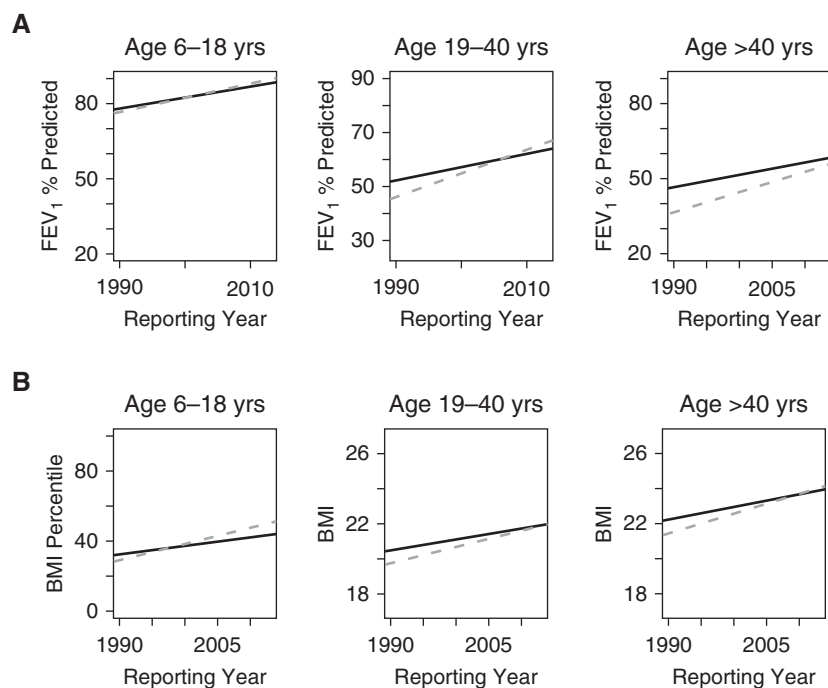 A
Age 6–18 yrs
FEV1 % Predicted
80
50
20
1990
2010
Reporting Year
Age 19–40 yrs
FEV1 % Predicted
90
70
50
30
1990
2010
Reporting Year
Age >40 yrs
FEV1 % Predicted
80
50
20
1990
2005
Reporting Year
B
Age 6–18 yrs
BMI Percentile
80
40
0
1990
2005
Reporting Year
Age 19–40 yrs
BMI
26
22
18
1990
2005
Reporting Year
Age >40 yrs
BMI
26
22
18
1990
2005
Reporting Year